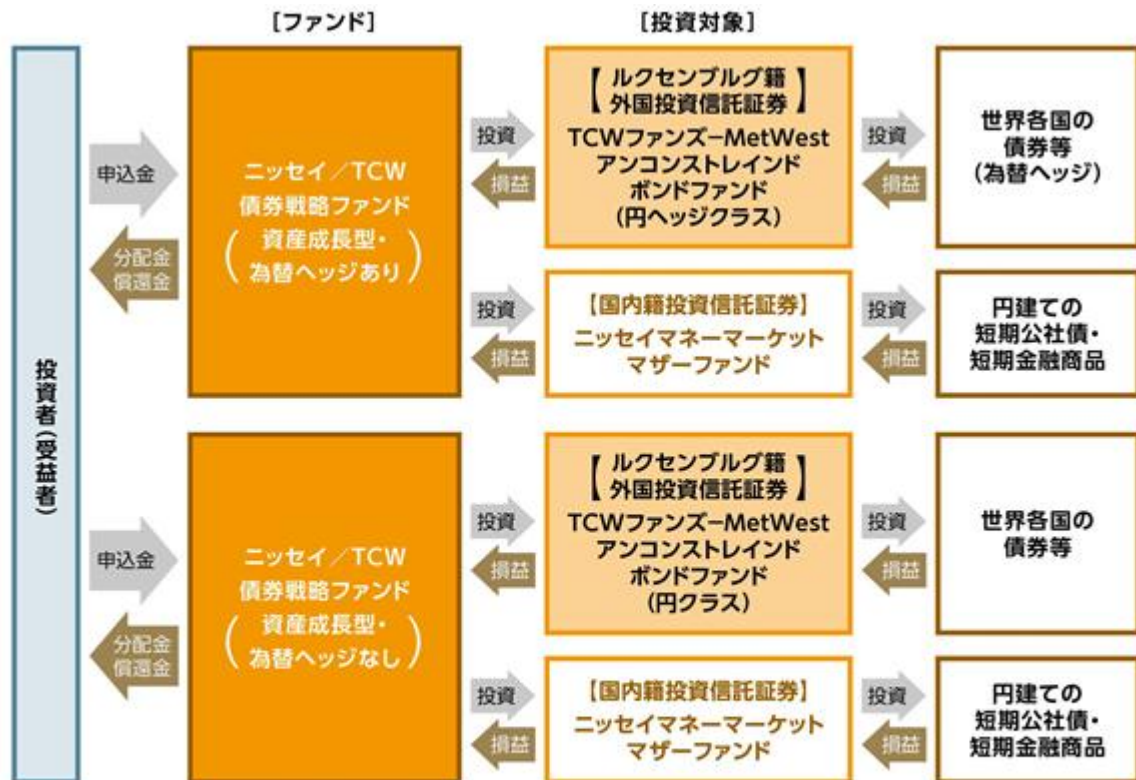 [ファンド]
[投資対象]
投資者(受益者)
申込金
分配金
償還金
ニッセイ／TCW
債券戦略ファンド
(資産成長型・
為替ヘッジあり)
投資
損益
【ルクセンブルグ籍
外国投資信託証券】
TCWファンズーMetWest
アンコンストレインド
ボンドファンド
(円ヘッジクラス)
投資
損益
世界各国の
債券等
(為替ヘッジ)
投資
損益
【国内籍投資信託証券】
ニッセイマネーマーケット
マザーファンド
投資
損益
円建ての
短期公社債・
短期金融商品
申込金
分配金
償還金
ニッセイ／TCW
債券戦略ファンド
(資産成長型・
為替ヘッジなし)
投資
損益
【ルクセンブルグ籍
外国投資信託証券】
TCWファンズーMetWest
アンコンストレインド
ボンドファンド
(円クラス)
投資
損益
世界各国の
債券等
投資
損益
【国内籍投資信託証券】
ニッセイマネーマーケット
マザーファンド
投資
損益
円建ての
短期公社債・
短期金融商品